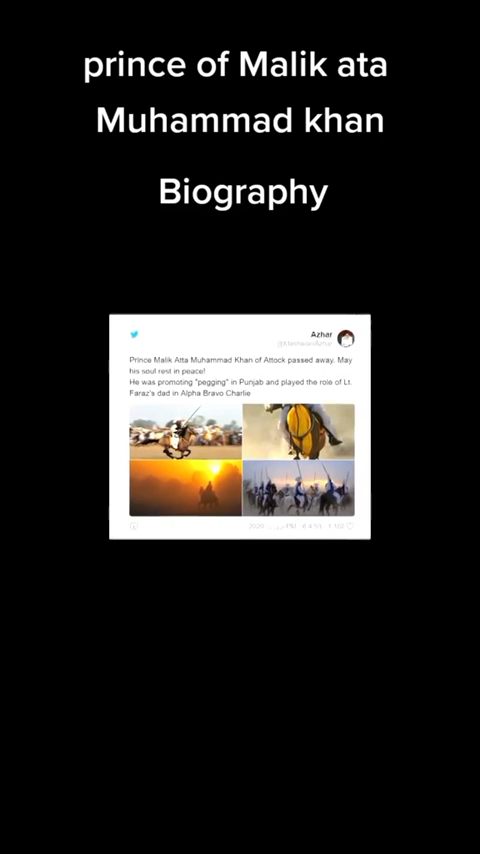 prince of Malik ata
Muhammad khan
Biography
Azhar
Prince Malik Atta Muhammad Khan of Attock passed away. May
his soul rest in peace!
He was promoting "pegging" in Punjab and played the role of Lt.
Faraz's dad in Alpha Bravo Charlie